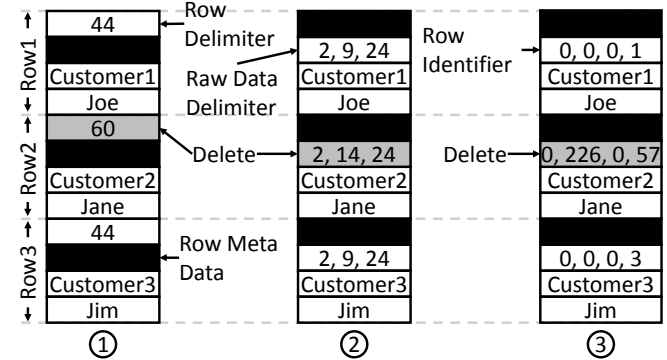 Row1
44
Customer1
Joe
Row2
60
Customer2
Jane
Row3
44
Customer3
Jim
①
Row
Delimiter
Raw Data
Delimiter
Delete
Row Meta
Data
2, 9, 24
Customer1
Joe
2, 14, 24
Customer2
Jane
2, 9, 24
Customer3
Jim
②
Row
Identifier
Delete
0, 0, 0, 1
Customer1
Joe
0, 226, 0, 57
Customer2
Jane
0, 0, 0, 3
Customer3
Jim
③